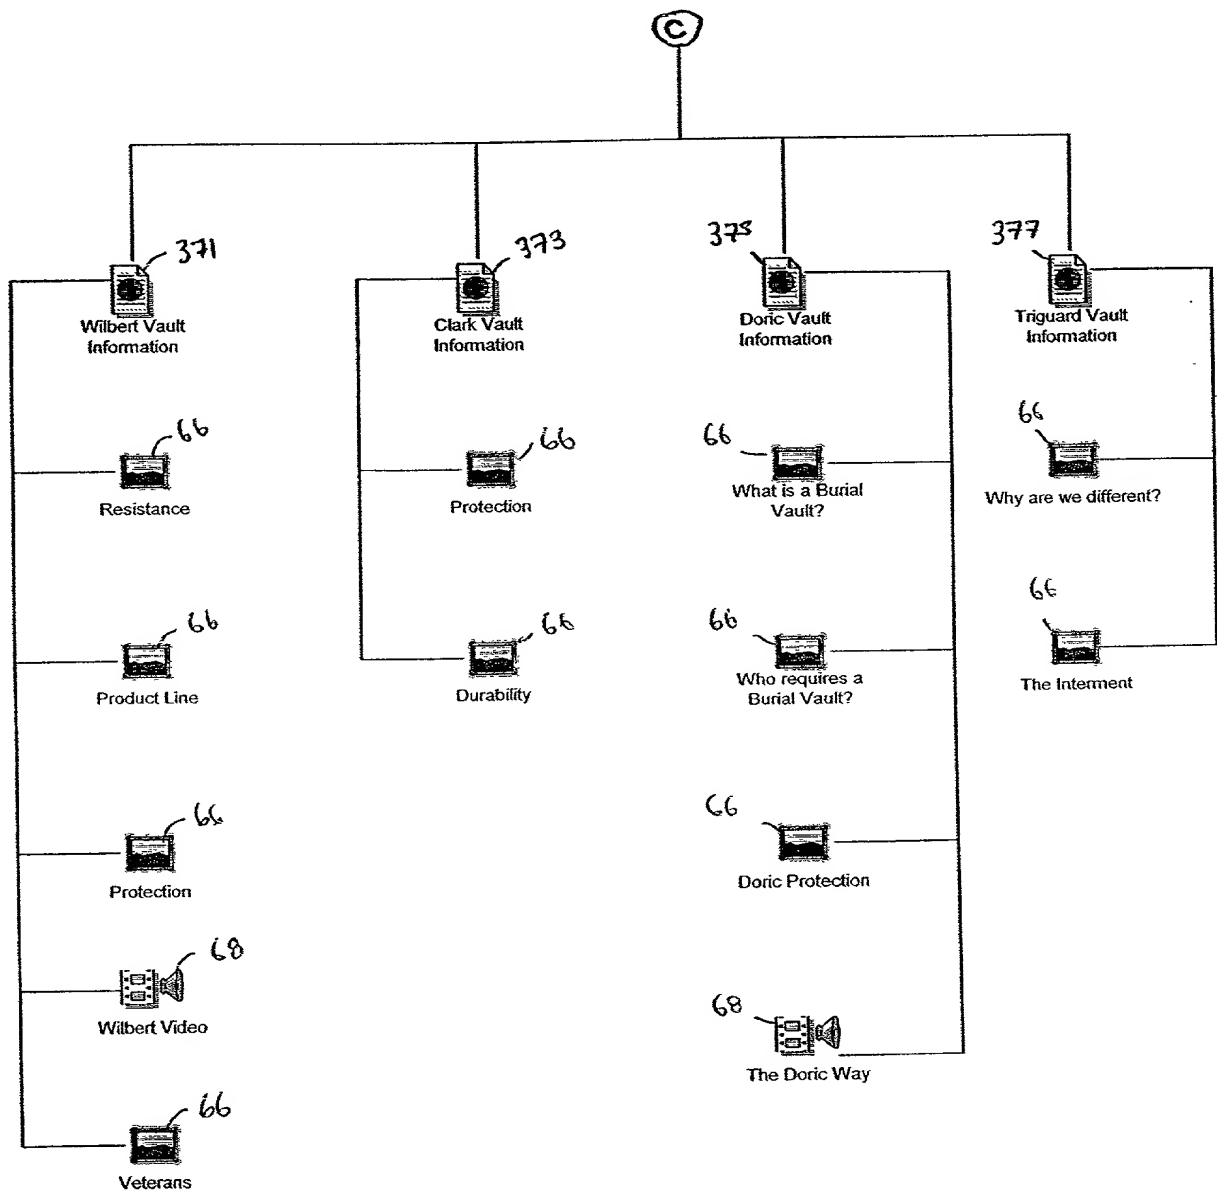 C
371
373
375
377
Wilbert Vault
Information
Clark Vault
Information
Doric Vault
Information
Triguard Vault
Information
66
66
66
66
Resistance
Protection
What is a Burial
Vault?
Why are we different?
66
66
66
66
Product Line
Durability
Who requires a
Burial Vault?
The Interment
66
66
Protection
Doric Protection
68
Wilbert Video
68
The Doric Way
66
Veterans